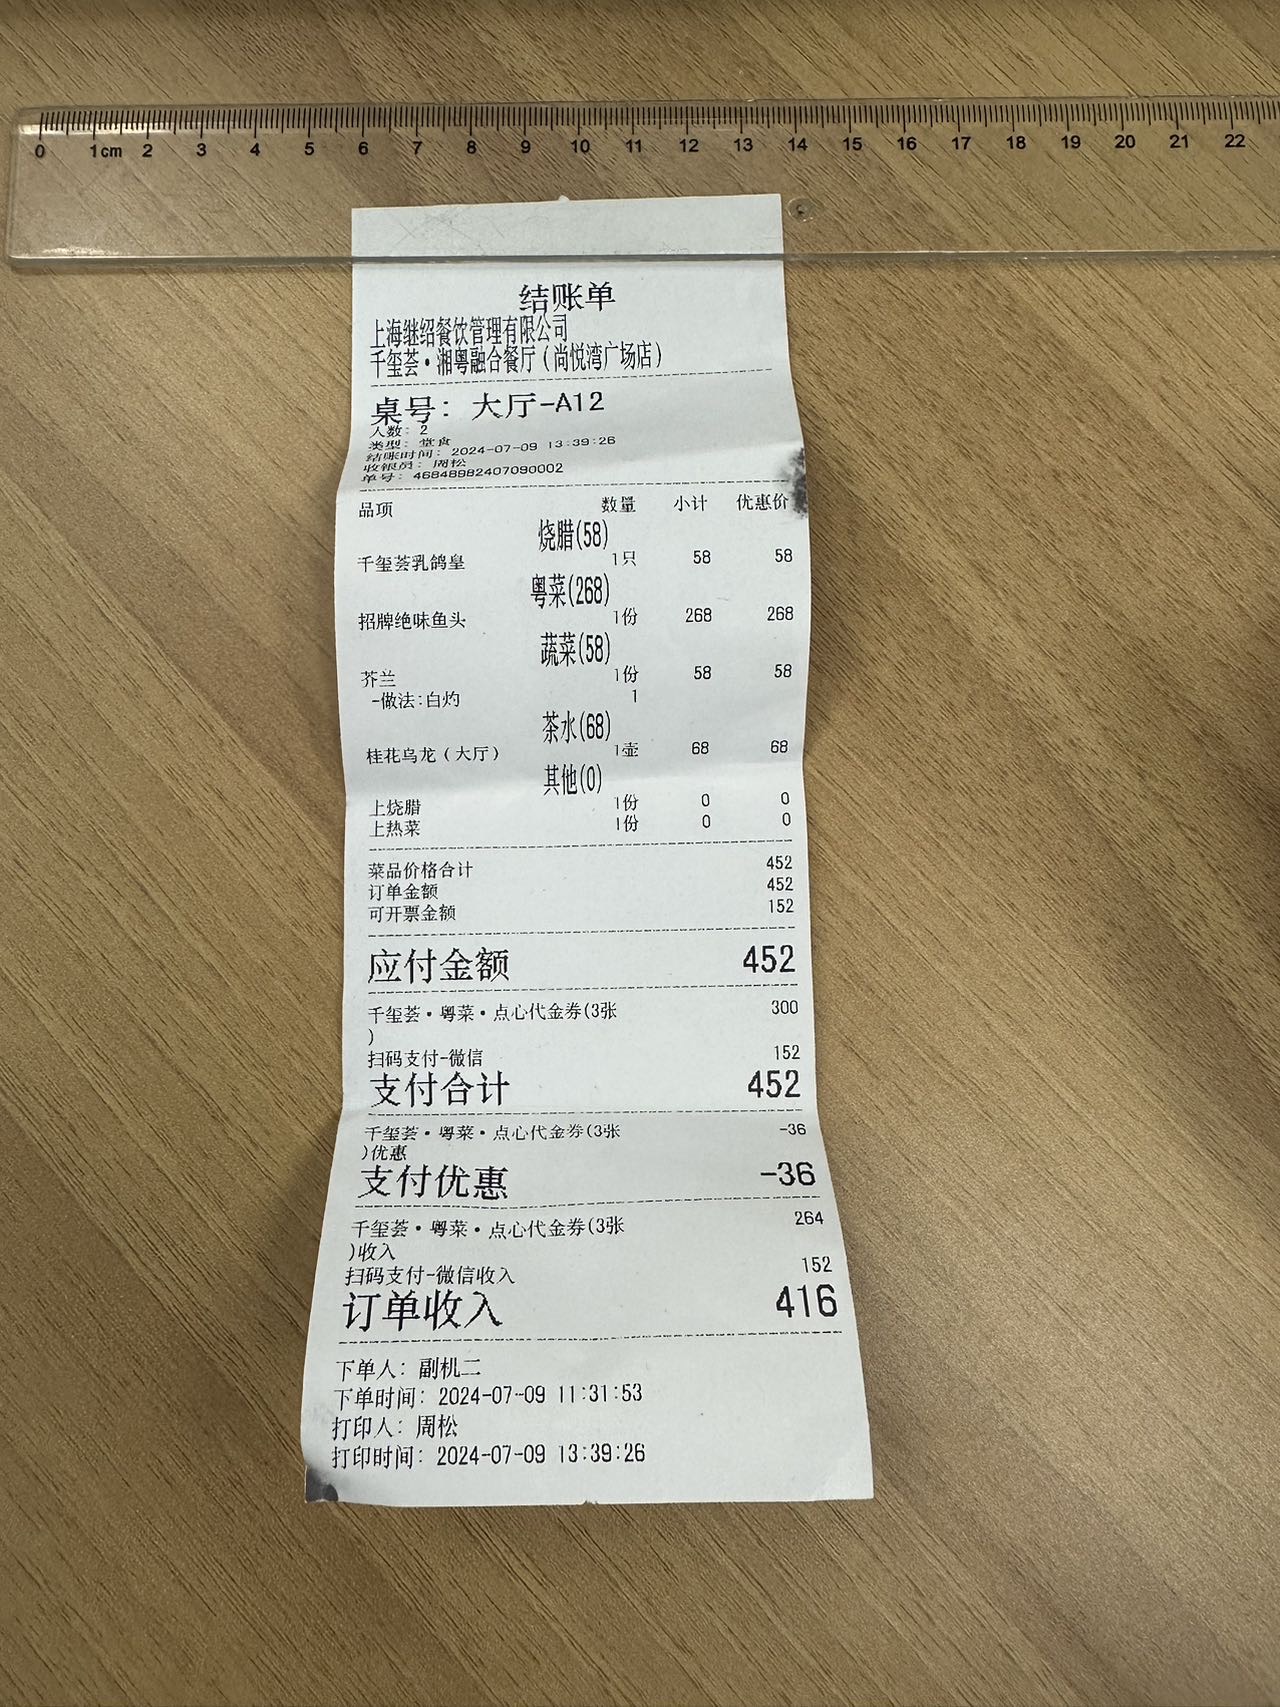 0 1cm 2 3 4 5 6 7 8 9 10 11 12 13 14 15 16 17 18 19 20 21 22
结账单
上海继绍餐饮管理有限公司
千玺荟·湘粤融合餐厅(尚悦湾广场店)
桌号: 大厅-A12
人数: 2
类型: 堂食
结账时间: 2024-07-09 13:39:26
收银员: 周松
单号: 46848982407090002
品项 数量 小计 优惠价
烧腊(58)
千玺荟乳鸽皇 1只 58 58
粤菜(268)
招牌绝味鱼头 1份 268 268
蔬菜(58)
芥兰 1份 58 58
-做法:白灼 1
茶水(68)
桂花乌龙(大厅) 1壶 68 68
其他(0)
上烧腊 1份 0 0
上热菜 1份 0 0
菜品价格合计 452
订单金额 452
可开票金额 152
应付金额 452
千玺荟·粤菜·点心代金券(3张 300
)
扫码支付-微信 152
支付合计 452
千玺荟·粤菜·点心代金券(3张 -36
)优惠
支付优惠 -36
千玺荟·粤菜·点心代金券(3张 264
)收入
扫码支付-微信收入 152
订单收入 416
下单人: 副机二
下单时间: 2024-07-09 11:31:53
打印人: 周松
打印时间: 2024-07-09 13:39:26